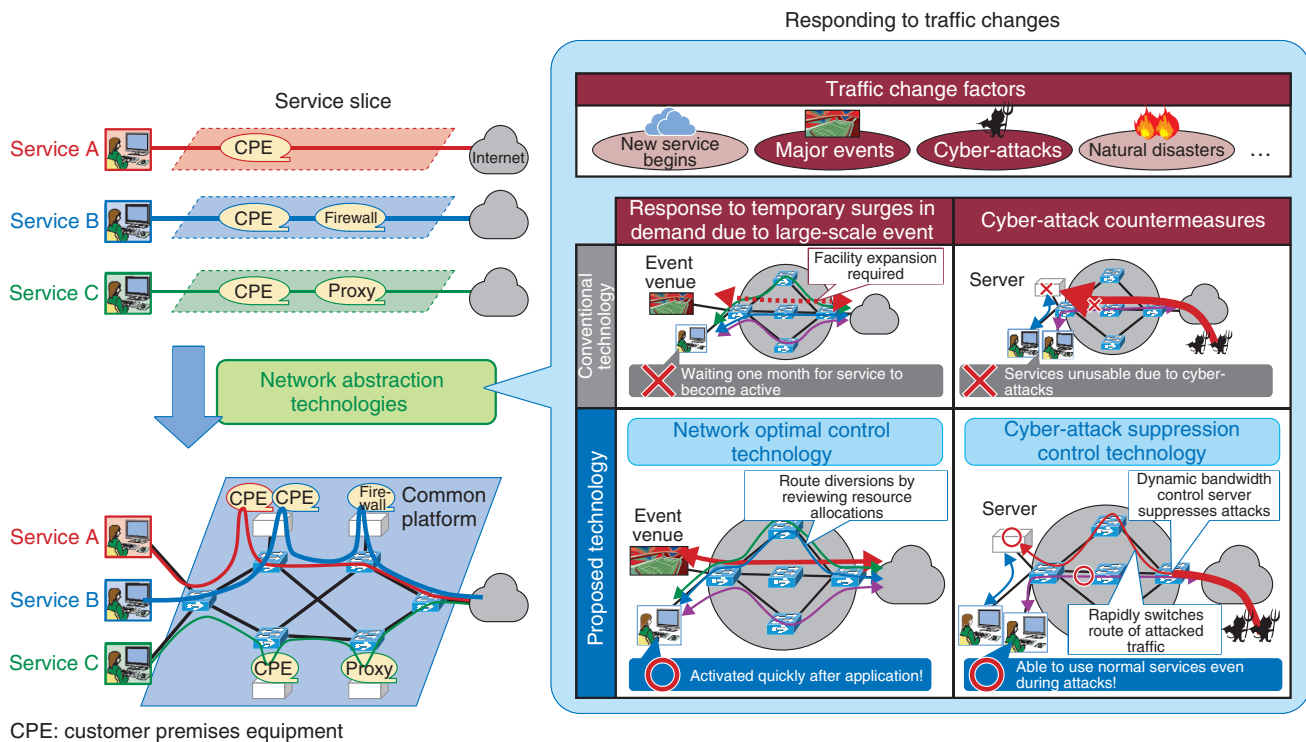 Responding to traffic changes
Service slice
Service A
CPE
Internet
Service B
CPE
Firewall
Service C
CPE
Proxy
Network abstraction
technologies
Common
platform
CPE
CPE
Fire-
wall
Service A
Service B
Service C
CPE
Proxy
CPE: customer premises equipment
Traffic change factors
New service
begins
Major events
Cyber-attacks
Natural disasters
...
Response to temporary surges in
demand due to large-scale event
Cyber-attack countermeasures
Conventional
technology
Event
venue
Facility expansion
required
Waiting one month for service to
become active
Server
Services unusable due to cyber-
attacks
Proposed technology
Network optimal control
technology
Route diversions by
reviewing resource
allocations
Event
venue
Activated quickly after application!
Cyber-attack suppression
control technology
Dynamic bandwidth
control server
suppresses attacks
Server
Rapidly switches
route of attacked
traffic
Able to use normal services even
during attacks!